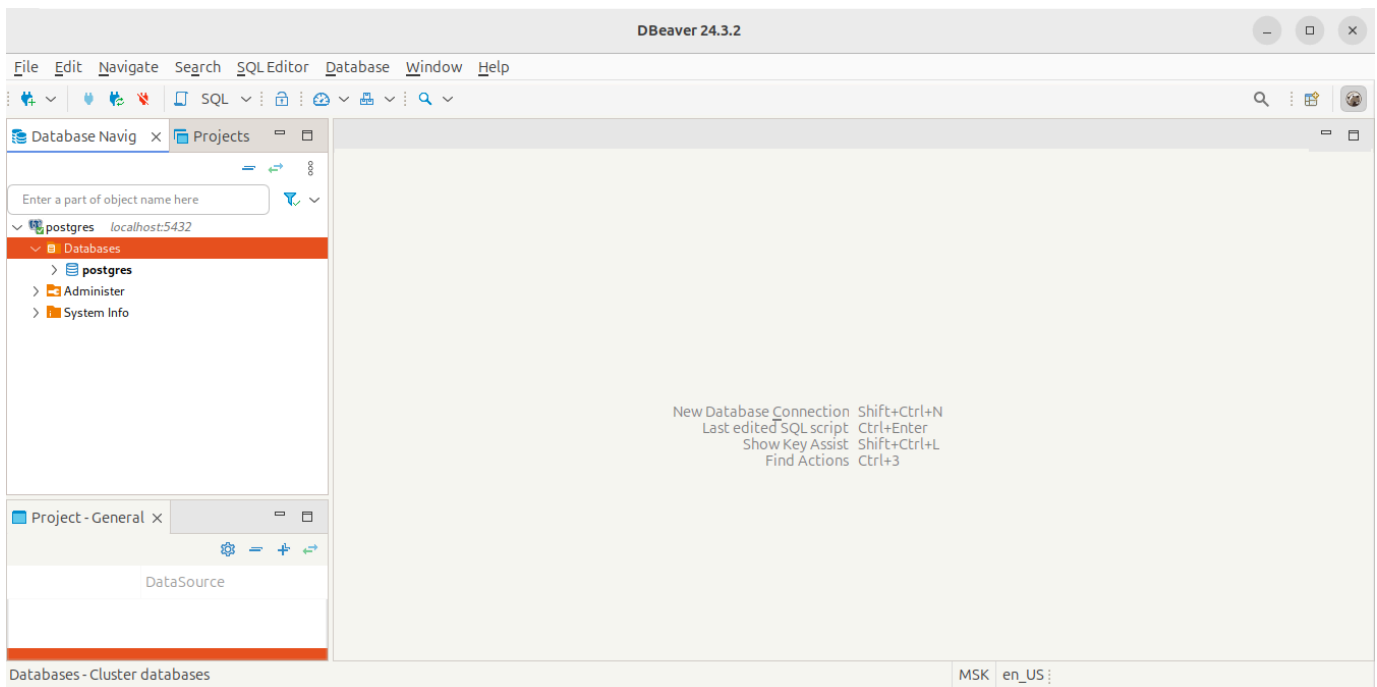 DBeaver 24.3.2
File Edit Navigate Search SQL Editor Database Window Help
SQL
Database Navig Projects
Enter a part of object name here
postgres localhost:5432
Databases
postgres
Administer
System Info
New Database Connection Shift+Ctrl+N
Last edited SQL script Ctrl+Enter
Show Key Assist Shift+Ctrl+L
Find Actions Ctrl+3
Project - General
DataSource
Databases - Cluster databases MSK en_US